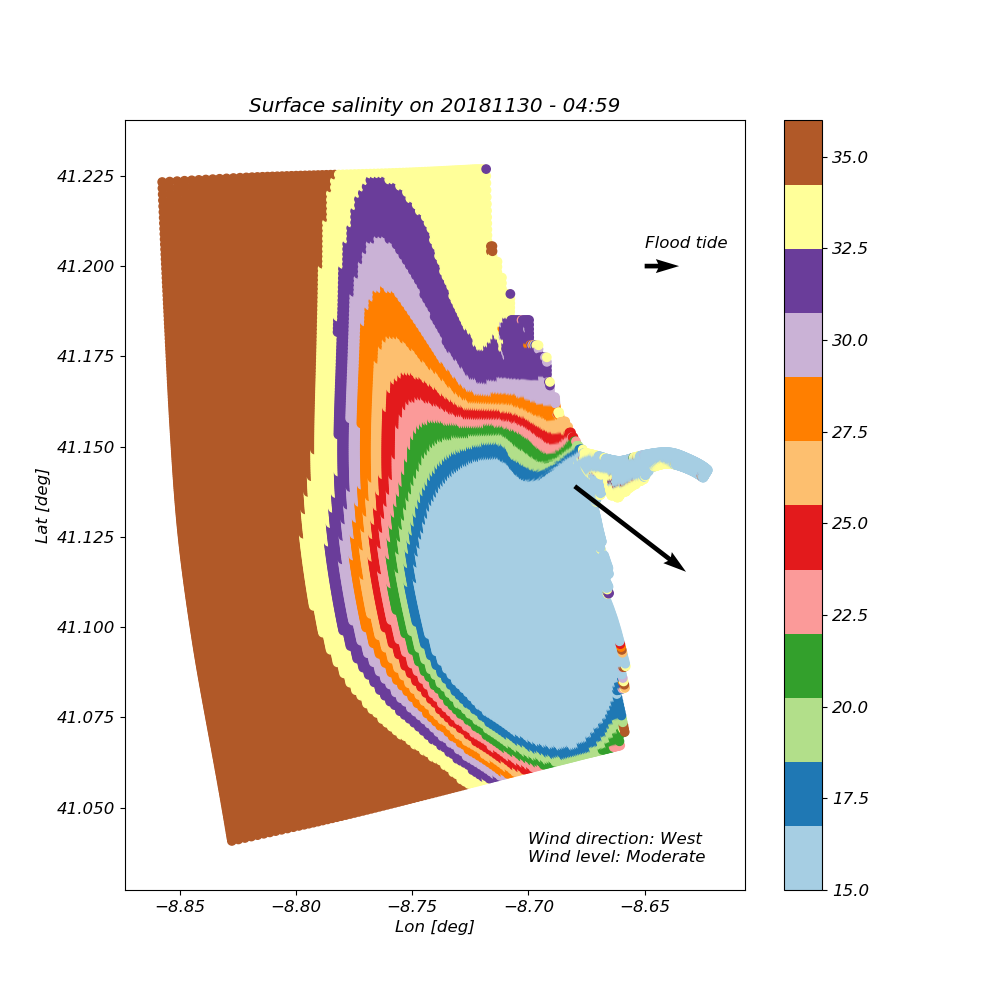 Surface salinity on 20181130 - 04:59
41.225
41.200
41.175
41.150
41.125
41.100
41.075
41.050
Lat [deg]
Flood tide
Wind direction: West
Wind level: Moderate
−8.85 −8.80 −8.75 −8.70 −8.65
Lon [deg]
35.0
32.5
30.0
27.5
25.0
22.5
20.0
17.5
15.0